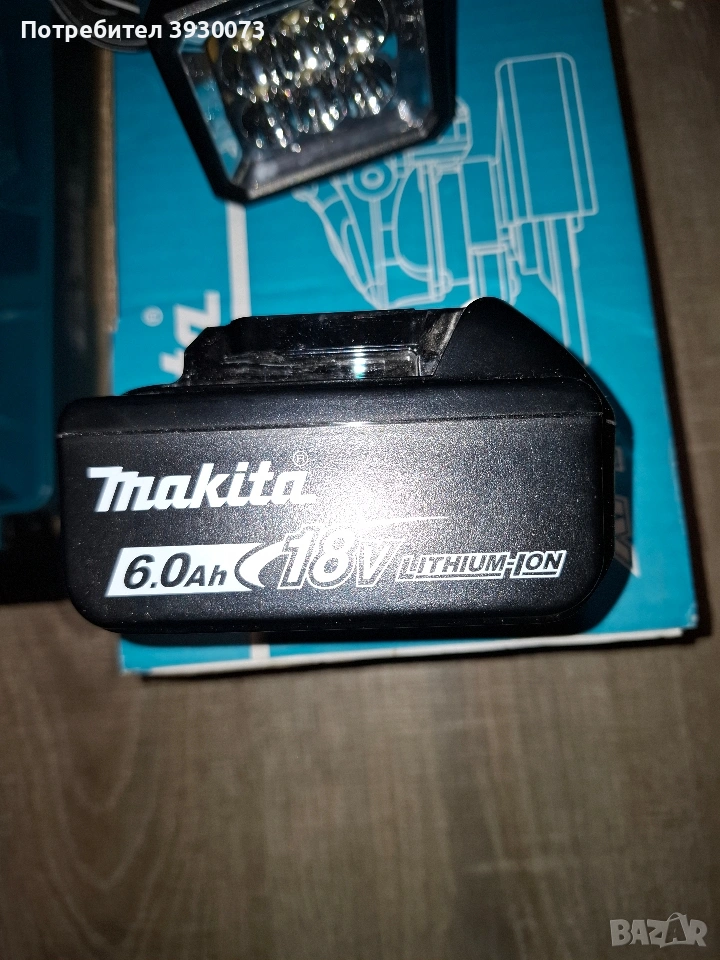 Потребител 3930073
makita®
6.0Ah 18V LITHIUM-ION
BAZAR